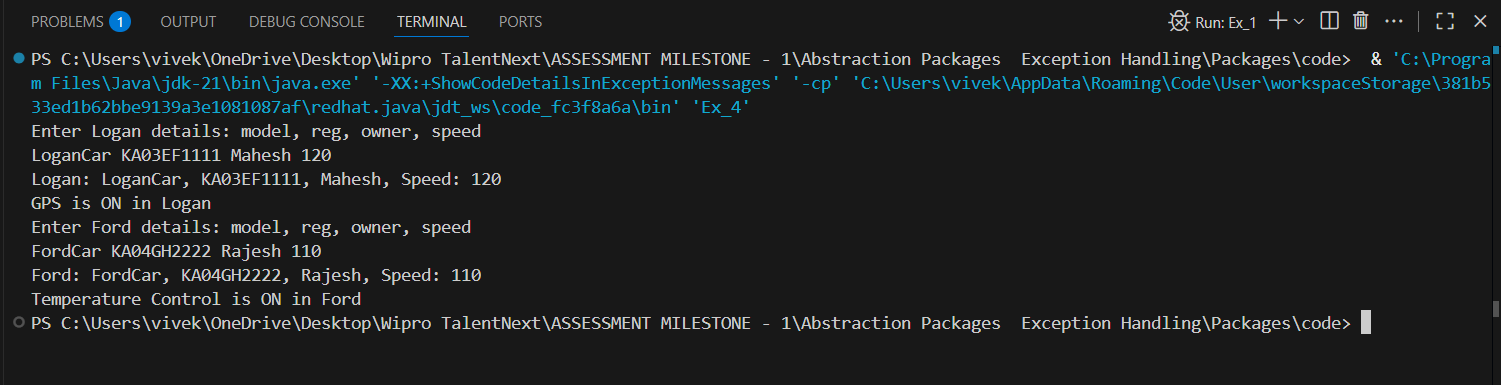 PROBLEMS 1 OUTPUT DEBUG CONSOLE TERMINAL PORTS Run: Ex_1
PS C:\Users\vivek\OneDrive\Desktop\Wipro TalentNext\ASSESSMENT MILESTONE - 1\Abstraction Packages  Exception Handling\Packages\code>  & 'C:\Progra
m Files\Java\jdk-21\bin\java.exe' '-XX:+ShowCodeDetailsInExceptionMessages' '-cp' 'C:\Users\vivek\AppData\Roaming\Code\User\workspaceStorage\381b5
33ed1b62bbe9139a3e1081087af\redhat.java\jdt_ws\code_fc3f8a6a\bin' 'Ex_4'
Enter Logan details: model, reg, owner, speed
LoganCar KA03EF1111 Mahesh 120
Logan: LoganCar, KA03EF1111, Mahesh, Speed: 120
GPS is ON in Logan
Enter Ford details: model, reg, owner, speed
FordCar KA04GH2222 Rajesh 110
Ford: FordCar, KA04GH2222, Rajesh, Speed: 110
Temperature Control is ON in Ford
PS C:\Users\vivek\OneDrive\Desktop\Wipro TalentNext\ASSESSMENT MILESTONE - 1\Abstraction Packages  Exception Handling\Packages\code>